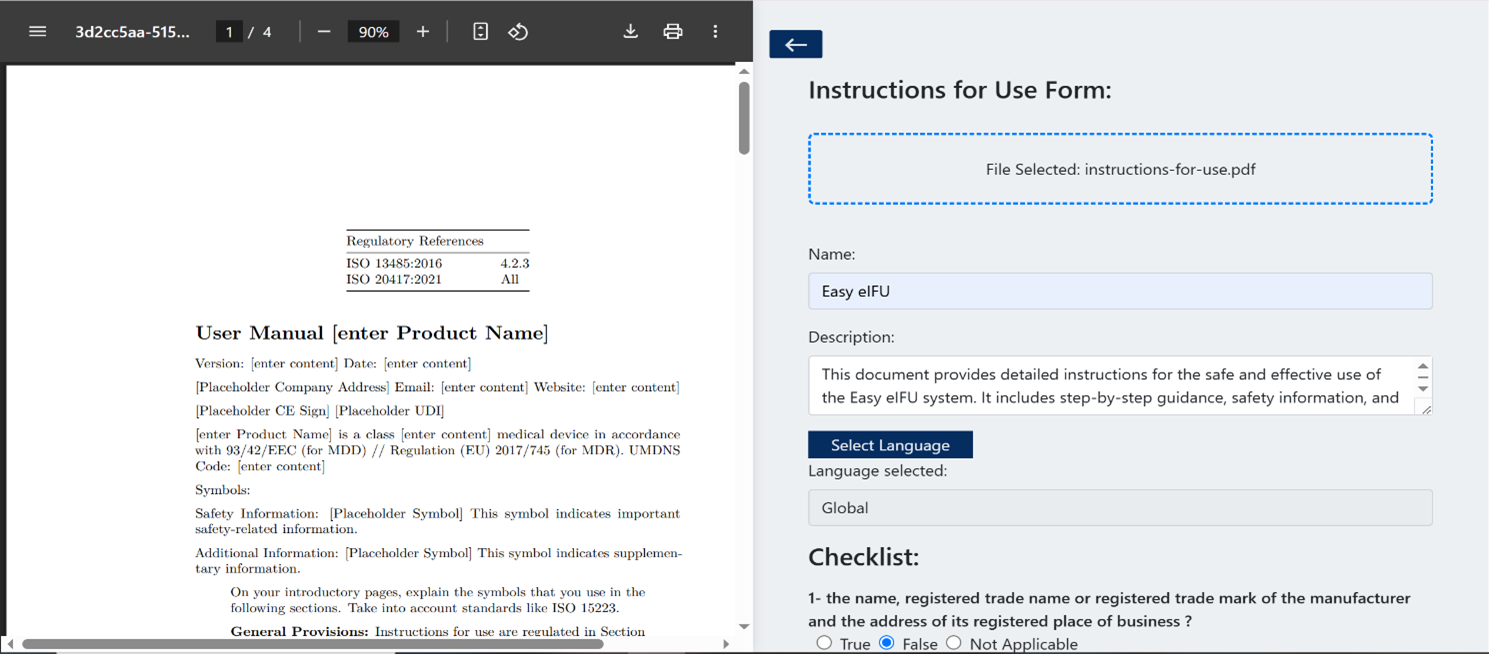 3d2cc5aa-515...
1 / 4
90%
Regulatory References
ISO 13485:2016 4.2.3
ISO 20417:2021 All
User Manual [enter Product Name]
Version: [enter content] Date: [enter content]
[Placeholder Company Address] Email: [enter content] Website: [enter content]
[Placeholder CE Sign] [Placeholder UDI]
[enter Product Name] is a class [enter content] medical device in accordance
with 93/42/EEC (for MDD) // Regulation (EU) 2017/745 (for MDR). UMDNS
Code: [enter content]
Symbols:
Safety Information: [Placeholder Symbol] This symbol indicates important
safety-related information.
Additional Information: [Placeholder Symbol] This symbol indicates supplemen-
tary information.
On your introductory pages, explain the symbols that you use in the
following sections. Take into account standards like ISO 15223.
General Provisions: Instructions for use are regulated in Section
Instructions for Use Form:
File Selected: instructions-for-use.pdf
Name:
Easy eIFU
Description:
This document provides detailed instructions for the safe and effective use of
the Easy eIFU system. It includes step-by-step guidance, safety information, and
Select Language
Language selected:
Global
Checklist:
1- the name, registered trade name or registered trade mark of the manufacturer
and the address of its registered place of business ?
True False Not Applicable